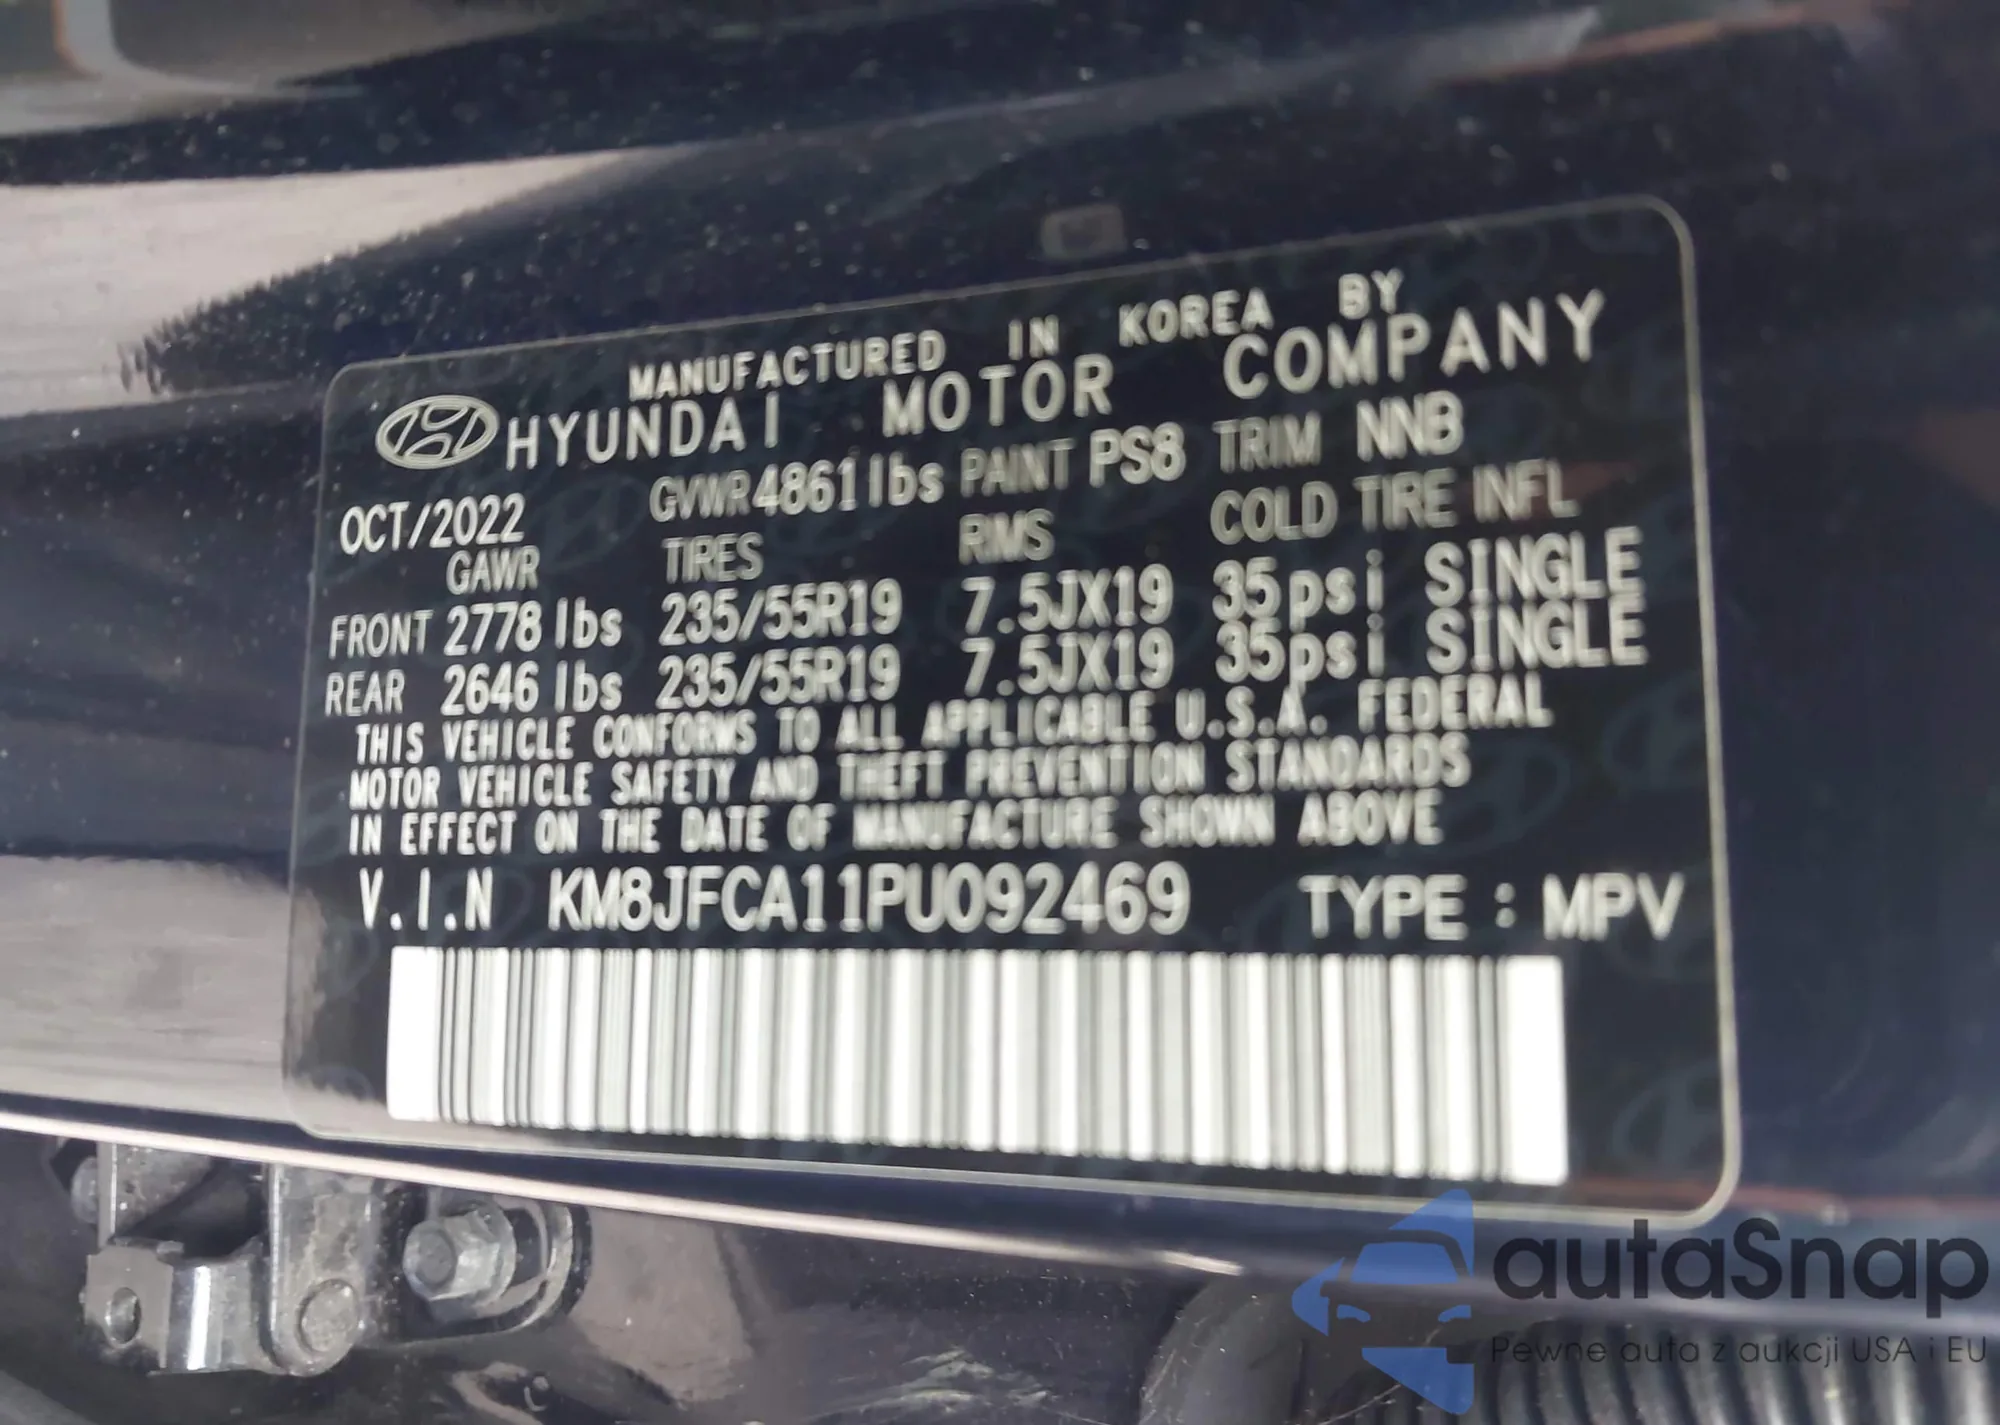 MANUFACTURED IN KOREA BY
HYUNDAI MOTOR COMPANY
OCT/2022 GVWR 4861 lbs PAINT PS8 TRIM NNB
GAWR TIRES RMS COLD TIRE INFL
FRONT 2778 lbs 235/55R19 7.5JX19 35psi SINGLE
REAR 2646 lbs 235/55R19 7.5JX19 35psi SINGLE
THIS VEHICLE CONFORMS TO ALL APPLICABLE U.S.A. FEDERAL
MOTOR VEHICLE SAFETY AND THEFT PREVENTION STANDARDS
IN EFFECT ON THE DATE OF MANUFACTURE SHOWN ABOVE
V.I.N KM8JFCA11PU092469 TYPE : MPV
autaSnap
Pewne auta z aukcji USA i EU